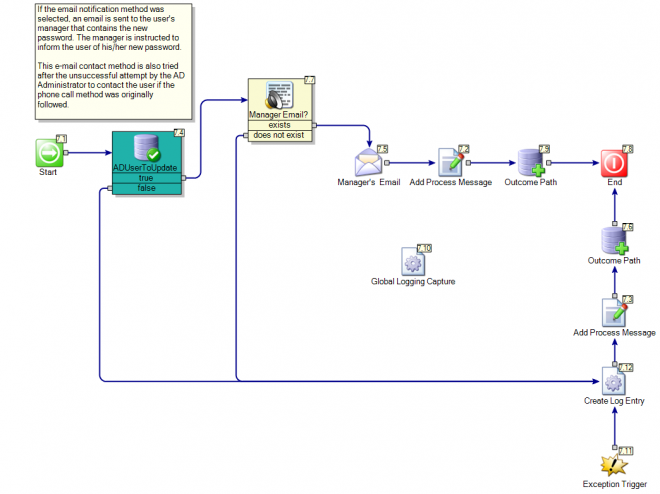 If the email notification method was
selected, an email is sent to the user's
manager that contains the new
password. The manager is instructed to
inform the user of his/her new password.
This e-mail contact method is also tried
after the unsuccessful attempt by the AD
Administrator to contact the user if the
phone call method was originally
followed.
7.1
Start
7.4
ADUserToUpdate
true
false
7.7
Manager Email?
exists
does not exist
7.5
Manager's Email
7.2
Add Process Message
7.9
Outcome Path
7.8
End
7.10
Global Logging Capture
7.6
Outcome Path
7.3
Add Process Message
7.12
Create Log Entry
7.11
Exception Trigger